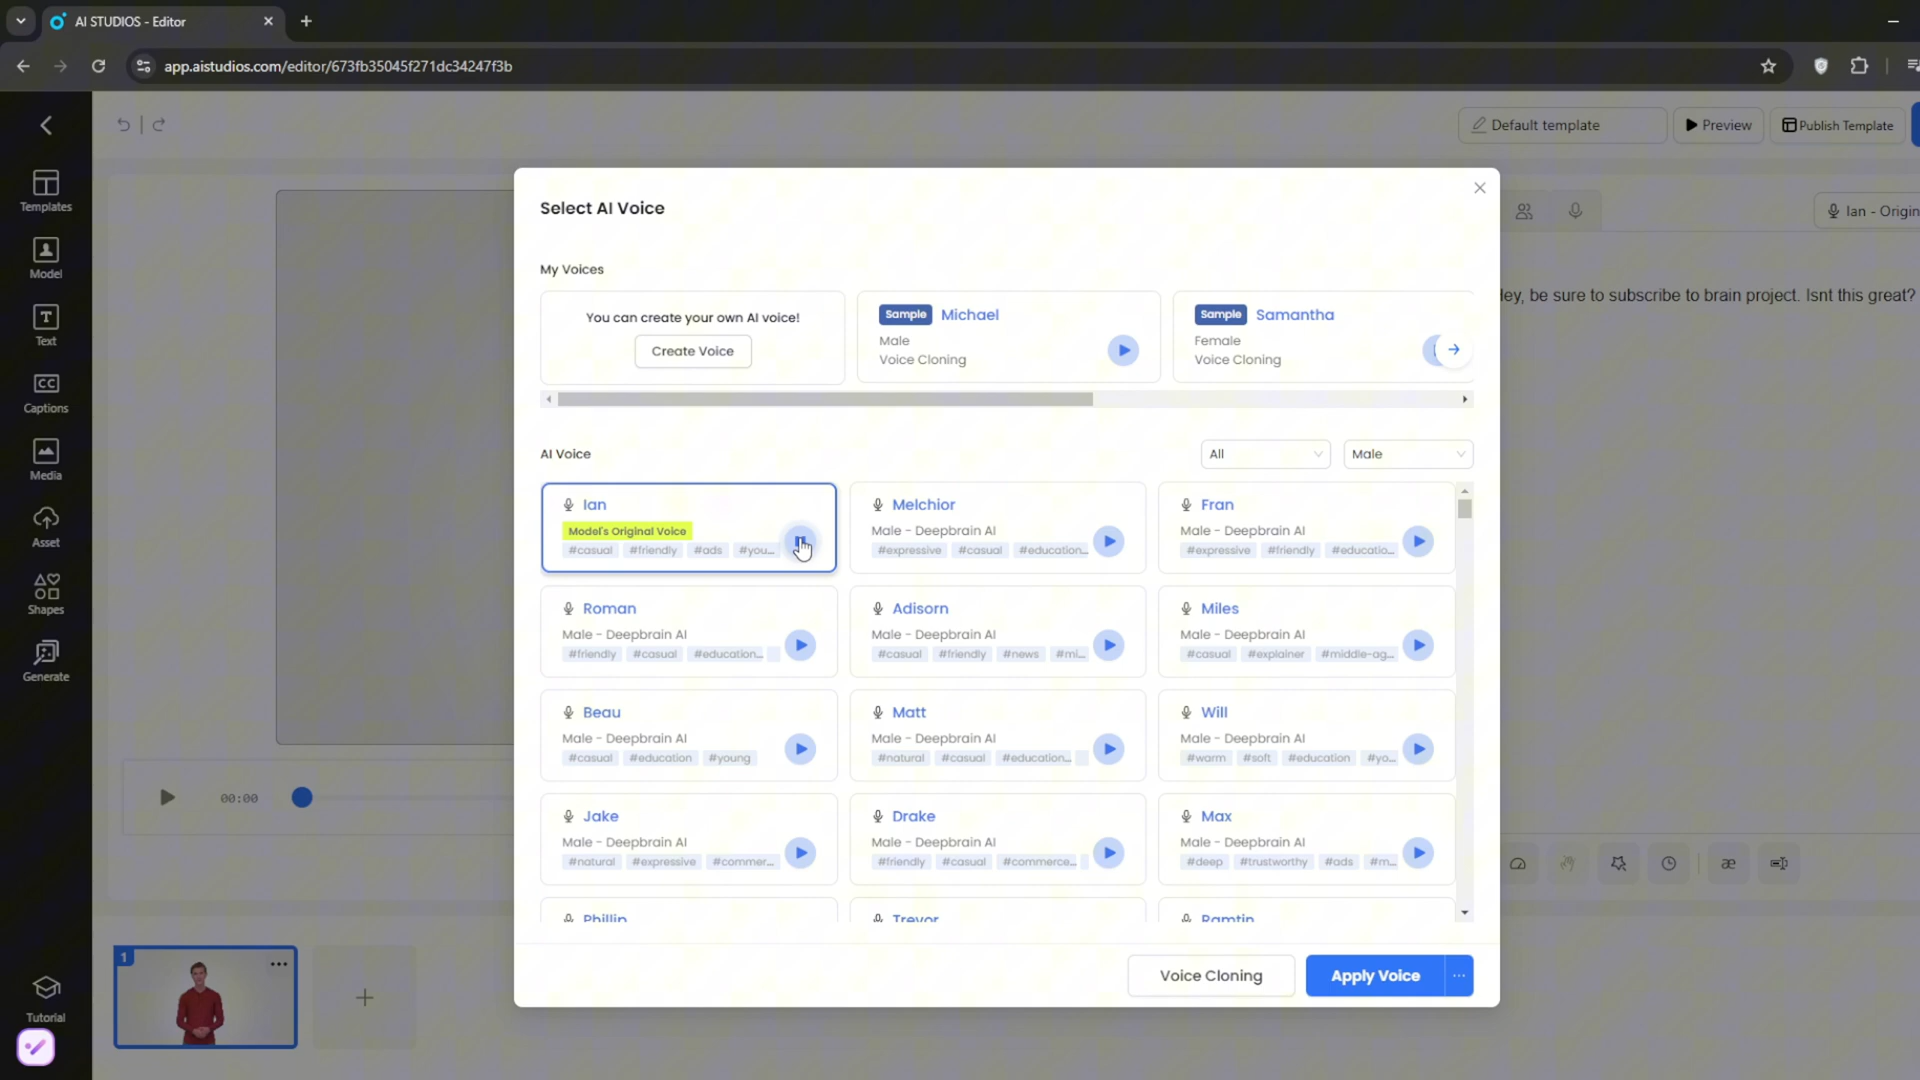 AI STUDIOS - Editor
app.aistudios.com/editor/673fb35045f271dc34247f3b
Default template
Preview
Publish Template
Templates
Model
Text
Captions
Media
Asset
Shapes
Generate
Tutorial
Select AI Voice
Ian - Origin
My Voices
You can create your own AI voice!
Create Voice
Sample Michael
Male
Voice Cloning
Sample Samantha
Female
Voice Cloning
Hey, be sure to subscribe to brain project. Isnt this great?
AI Voice
All
Male
Ian
Model's Original Voice
#casual #friendly #ads #you...
Melchior
Male - Deepbrain AI
#expressive #casual #education...
Fran
Male - Deepbrain AI
#expressive #friendly #educatio...
Roman
Male - Deepbrain AI
#friendly #casual #education...
Adisorn
Male - Deepbrain AI
#casual #friendly #news #mi...
Miles
Male - Deepbrain AI
#casual #explainer #middle-ag...
Beau
Male - Deepbrain AI
#casual #education #young
Matt
Male - Deepbrain AI
#natural #casual #education...
Will
Male - Deepbrain AI
#warm #soft #education #yo...
Jake
Male - Deepbrain AI
#natural #expressive #commer...
Drake
Male - Deepbrain AI
#friendly #casual #commerce...
Max
Male - Deepbrain AI
#deep #trustworthy #ads #m...
Phillip
Trevor
Ramtin
00:00
æ
1
Voice Cloning
Apply Voice